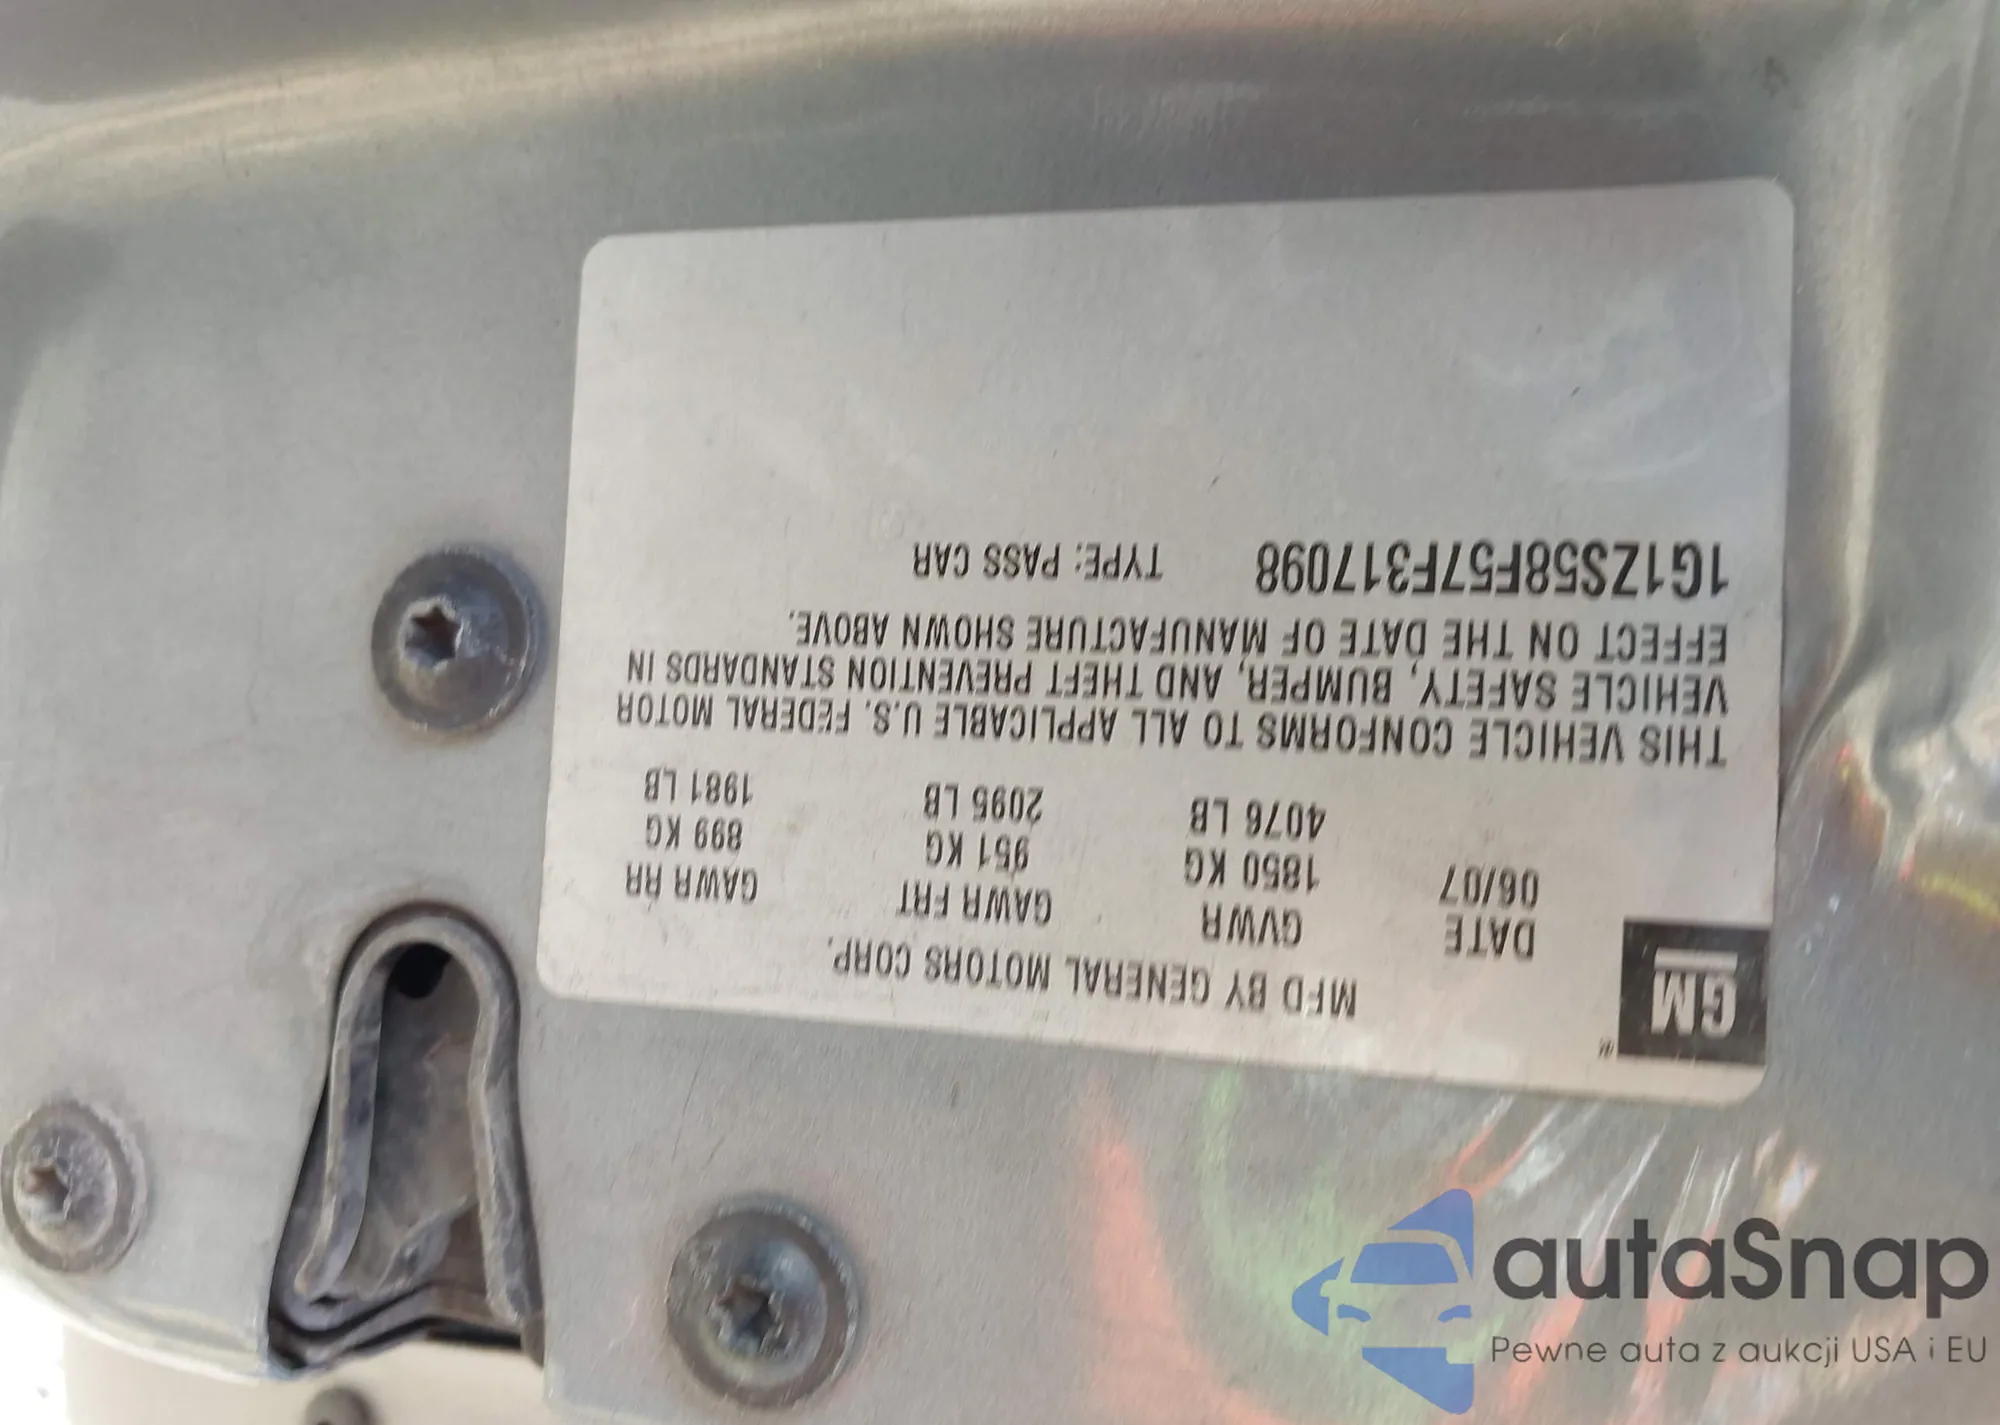 GM
MFD BY GENERAL MOTORS CORP.
DATE GVWR GAWR FRT GAWR RR
06/07 1850 KG 951 KG 899 KG
4076 LB 2095 LB 1981 LB
THIS VEHICLE CONFORMS TO ALL APPLICABLE U.S. FEDERAL MOTOR
VEHICLE SAFETY, BUMPER, AND THEFT PREVENTION STANDARDS IN
EFFECT ON THE DATE OF MANUFACTURE SHOWN ABOVE.
1G1ZS58F57F317098 TYPE: PASS CAR
autaSnap
Pewne auta z aukcji USA i EU